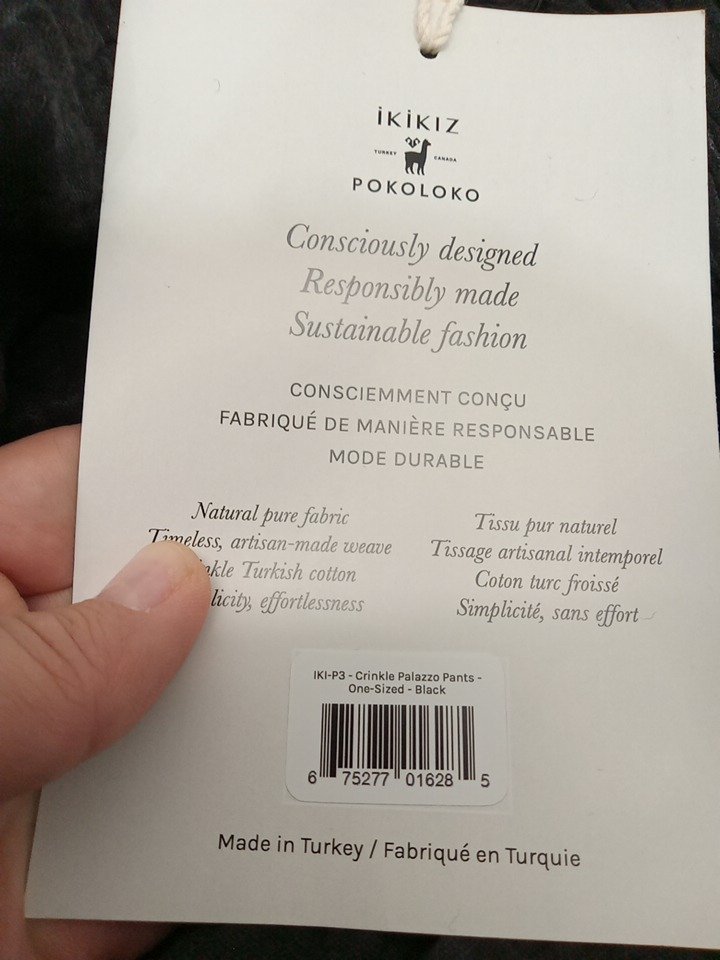 iKiKIZ
TURKEY CANADA
POKOLOKO
Consciously designed
Responsibly made
Sustainable fashion
CONSCIEMMENT CONÇU
FABRIQUÉ DE MANIÈRE RESPONSABLE
MODE DURABLE
Natural pure fabric
Timeless, artisan-made weave
Turkish cotton
effortlessness
Tissu pur naturel
Tissage artisanal intemporel
Coton turc froissé
Simplicité, sans effort
IKI-P3 - Crinkle Palazzo Pants -
One-Sized - Black
6 75277 01628 5
Made in Turkey / Fabriqué en Turquie